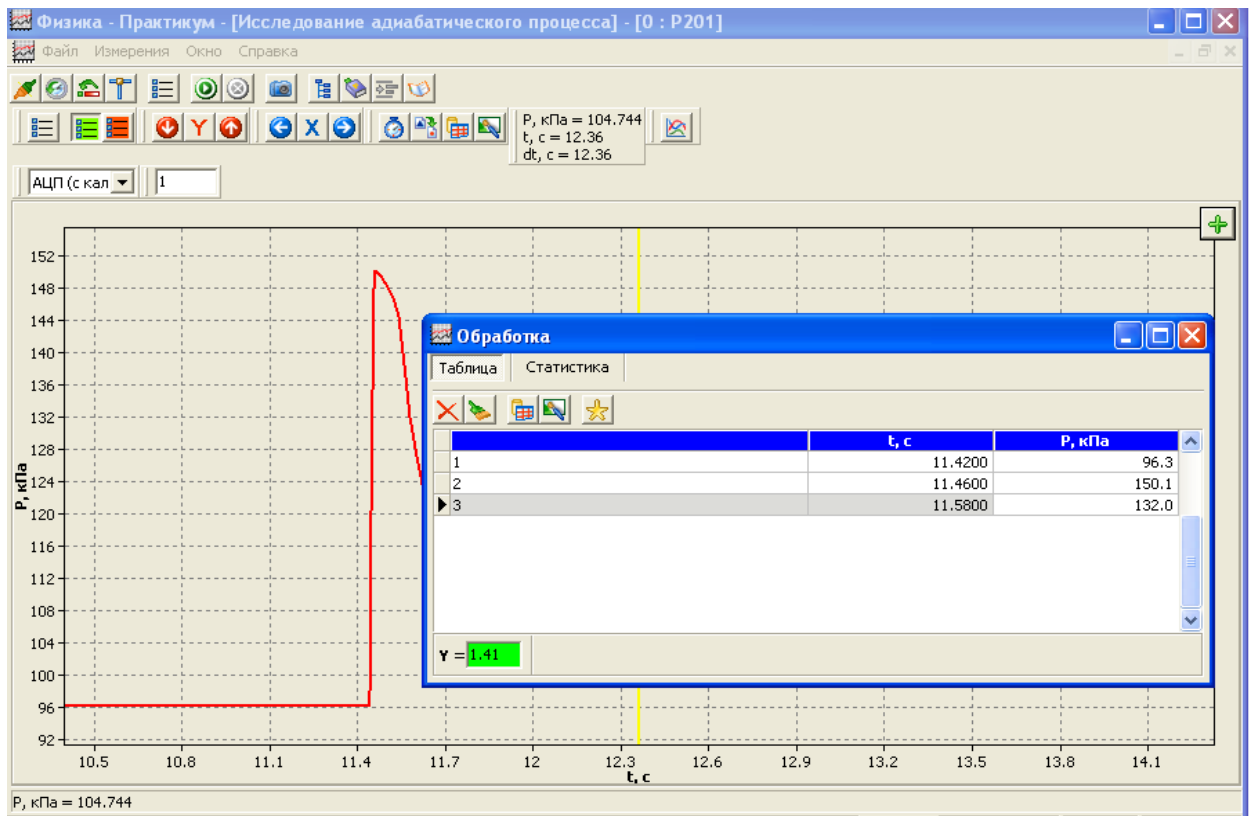 Физика - Практикум - [Исследование адиабатического процесса] - [0 : P201]
Файл Измерения Окно Справка
Y X
P, кПа = 104.744
t, с = 12.36
dt, с = 12.36
АЦП (с кал 1
152
148
144
140
136
132
128
124
120
116
112
108
104
100
96
92
P, кПа
10.5 10.8 11.1 11.4 11.7 12 12.3 12.6 12.9 13.2 13.5 13.8 14.1
t, с
Обработка
Таблица Статистика
t, с P, кПа
1 11.4200 96.3
2 11.4600 150.1
3 11.5800 132.0
γ = 1.41
P, кПа = 104.744